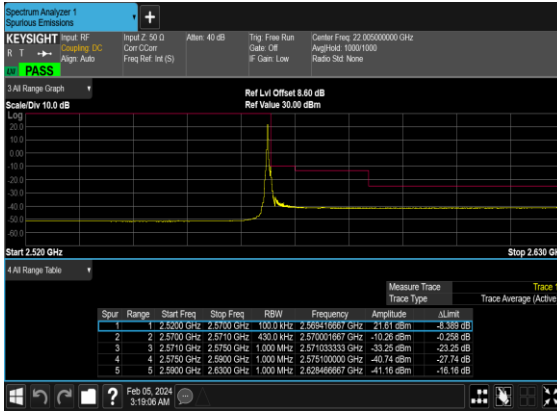 Spectrum Analyzer 1
Spurious Emissions
KEYSIGHT
R T
Input: RF
Coupling: DC
Align: Auto
Input Z: 50 Ω
Corr CCorr
Freq Ref: Int (S)
Atten: 40 dB
Trig: Free Run
Gate: Off
IF Gain: Low
Center Freq: 22.005000000 GHz
Avg|Hold: 1000/1000
Radio Std: None
PASS
3 All Range Graph
Scale/Div 10.0 dB
Ref Lvl Offset 8.60 dB
Ref Value 30.00 dBm
Log
20.0
10.0
0.00
-10.0
-20.0
-30.0
-40.0
-50.0
-60.0
Start 2.520 GHz
Stop 2.630 GH
4 All Range Table
Measure Trace Trace 1
Trace Type Trace Average (Active
Spur Range Start Freq Stop Freq RBW Frequency Amplitude ΔLimit
1 1 2.5200 GHz 2.5700 GHz 100.0 kHz 2.569416667 GHz 21.61 dBm -8.389 dB
2 2 2.5700 GHz 2.5710 GHz 430.0 kHz 2.570001667 GHz -10.26 dBm -0.258 dB
3 3 2.5710 GHz 2.5750 GHz 1.000 MHz 2.571033333 GHz -33.25 dBm -23.25 dB
4 4 2.5750 GHz 2.5900 GHz 1.000 MHz 2.575100000 GHz -40.74 dBm -27.74 dB
5 5 2.5900 GHz 2.6300 GHz 1.000 MHz 2.628466667 GHz -41.16 dBm -16.16 dB
Feb 05, 2024
3:19:06 AM